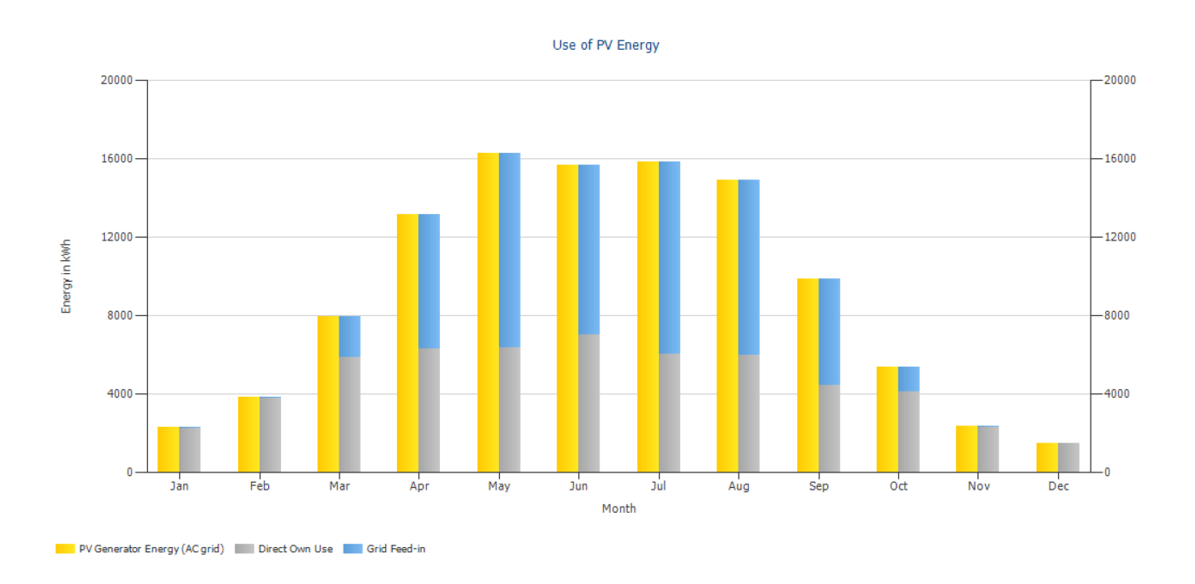 Use of PV Energy
20000
20000
16000
16000
12000
12000
Energy in kWh
8000
8000
4000
4000
0
0
Jan Feb Mar Apr May Jun Jul Aug Sep Oct Nov Dec
Month
PV Generator Energy (AC grid) Direct Own Use Grid Feed-in